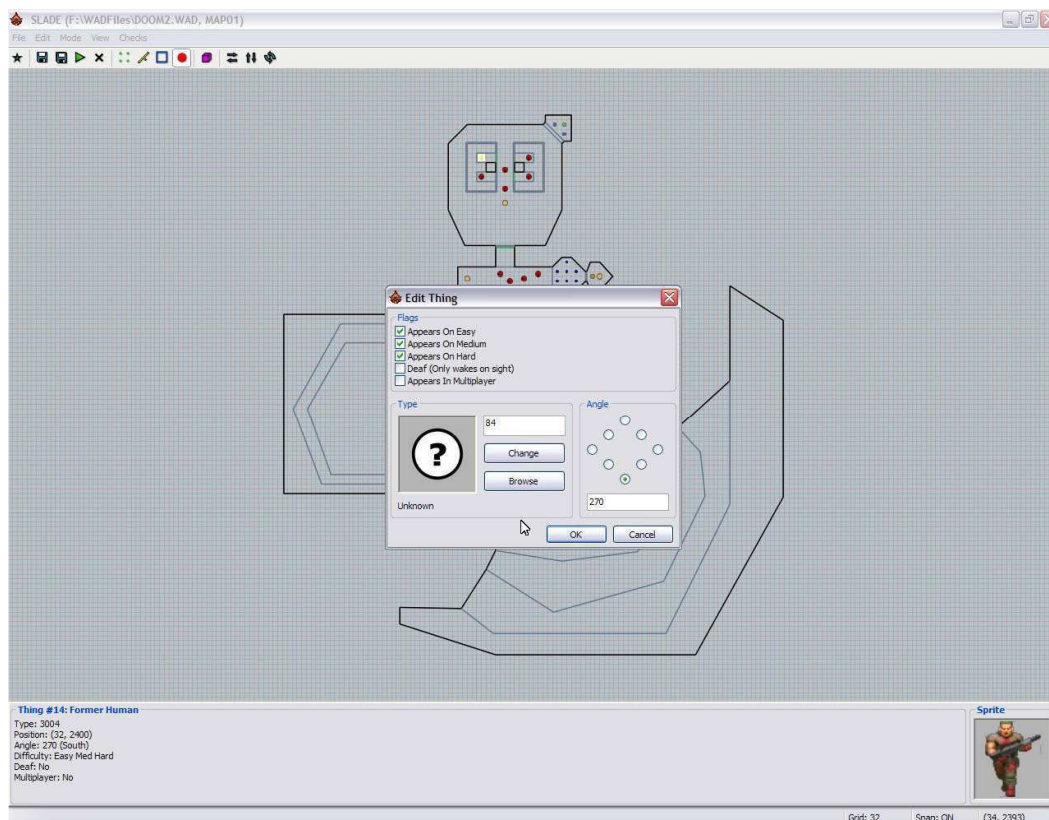 SLADE (F:\WADFIles\DOOM2.WAD, MAP01)
File Edit Mode View Checks
Edit Thing
Flags
Appears On Easy
Appears On Medium
Appears On Hard
Deaf (Only wakes on sight)
Appears In Multiplayer
Type
84
Change
Browse
Unknown
Angle
270
OK
Cancel
Thing #14: Former Human
Type: 3004
Position: (32, 2400)
Angle: 270 (South)
Difficulty: Easy Med Hard
Deaf: No
Multiplayer: No
Sprite
Grid: 32 Snap: ON (34, 2393)